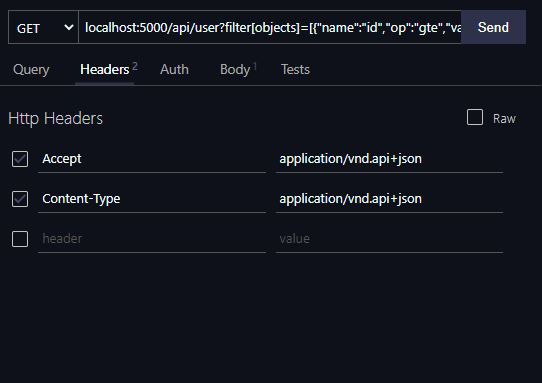 GET localhost:5000/api/user?filter[objects]=[{"name":"id","op":"gte","va Send
Query Headers 2 Auth Body 1 Tests
Http Headers Raw
Accept application/vnd.api+json
Content-Type application/vnd.api+json
header value